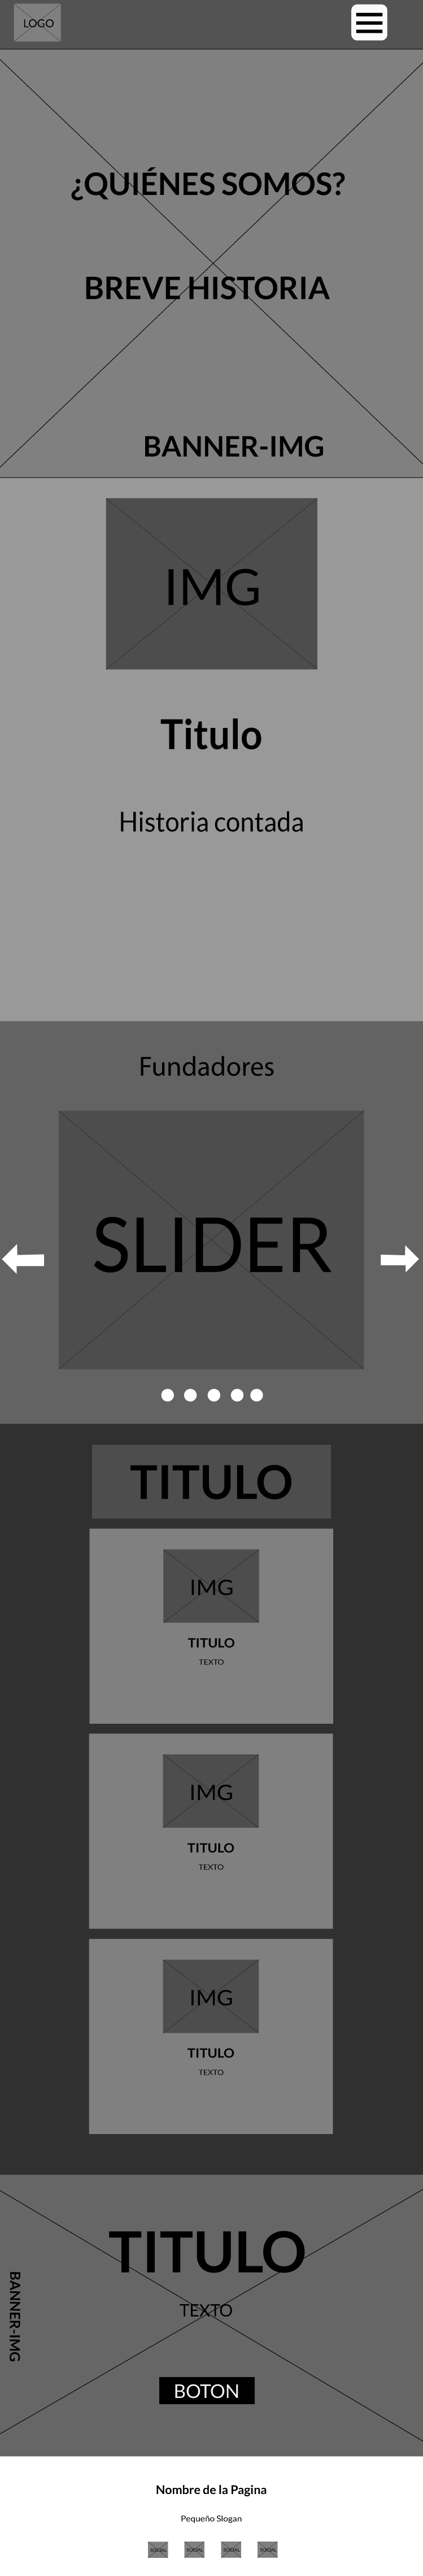 LOGO
¿QUIÉNES SOMOS?
BREVE HISTORIA
BANNER-IMG
IMG
Titulo
Historia contada
Fundadores
SLIDER
TITULO
IMG
TITULO
TEXTO
IMG
TITULO
TEXTO
IMG
TITULO
TEXTO
TITULO
BANNER-IMG
TEXTO
BOTON
Nombre de la Pagina
Pequeño Slogan
SOCIAL SOCIAL SOCIAL SOCIAL